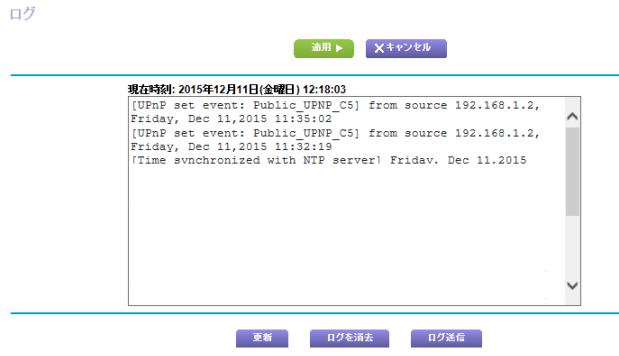 ログ
適用 ▶
✕キャンセル
現在時刻: 2015年12月11日(金曜日) 12:18:03
[UPnP set event: Public_UPNP_C5] from source 192.168.1.2,
Friday, Dec 11,2015 11:35:02
[UPnP set event: Public_UPNP_C5] from source 192.168.1.2,
Friday, Dec 11,2015 11:32:19
[Time synchronized with NTP server] Friday, Dec 11,2015
更新
ログを消去
ログ送信